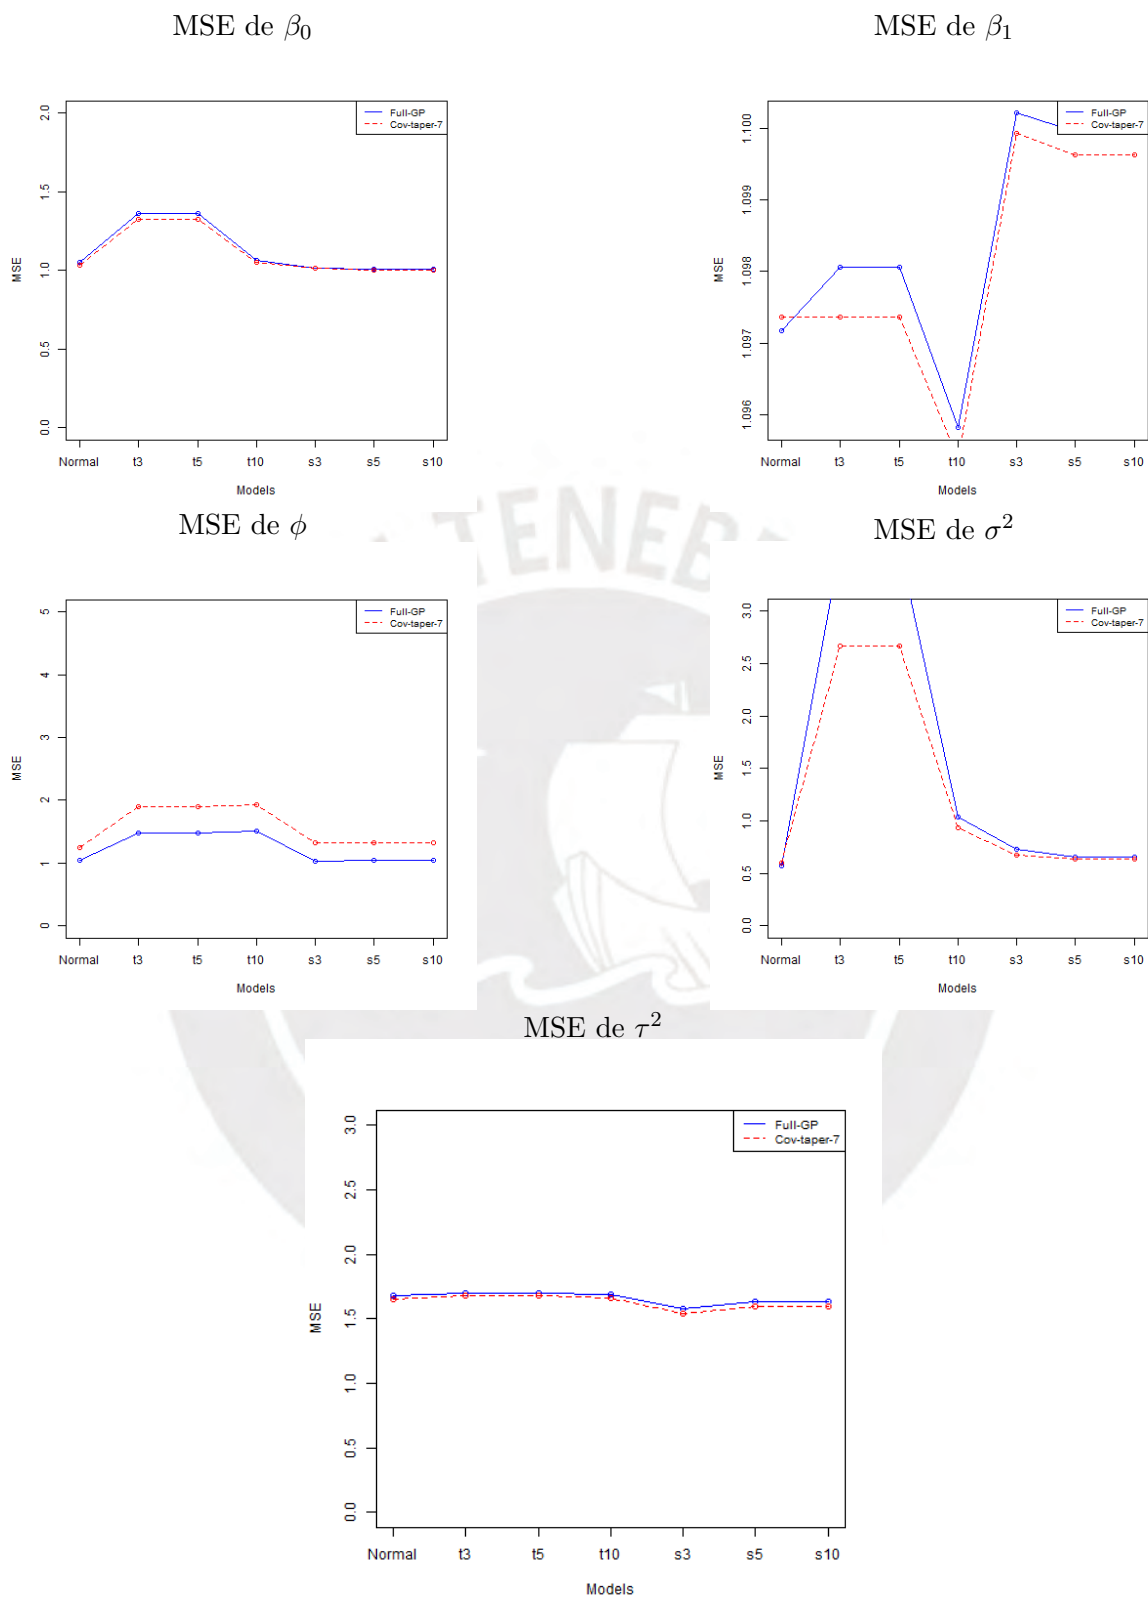 MSE de β₀
MSE de β₁
Full-GP
Cov-taper-7
MSE
2.0
1.5
1.0
0.5
0.0
Normal t3 t5 t10 s3 s5 s10
Models
Full-GP
Cov-taper-7
MSE
1.100
1.099
1.098
1.097
1.096
Normal t3 t5 t10 s3 s5 s10
Models
MSE de ϕ
MSE de σ²
TENEB
Full-GP
Cov-taper-7
MSE
5
4
3
2
1
0
Normal t3 t5 t10 s3 s5 s10
Models
Full-GP
Cov-taper-7
MSE
3.0
2.5
2.0
1.5
1.0
0.5
0.0
Normal t3 t5 t10 s3 s5 s10
Models
MSE de τ²
Full-GP
Cov-taper-7
MSE
3.0
2.5
2.0
1.5
1.0
0.5
0.0
Normal t3 t5 t10 s3 s5 s10
Models